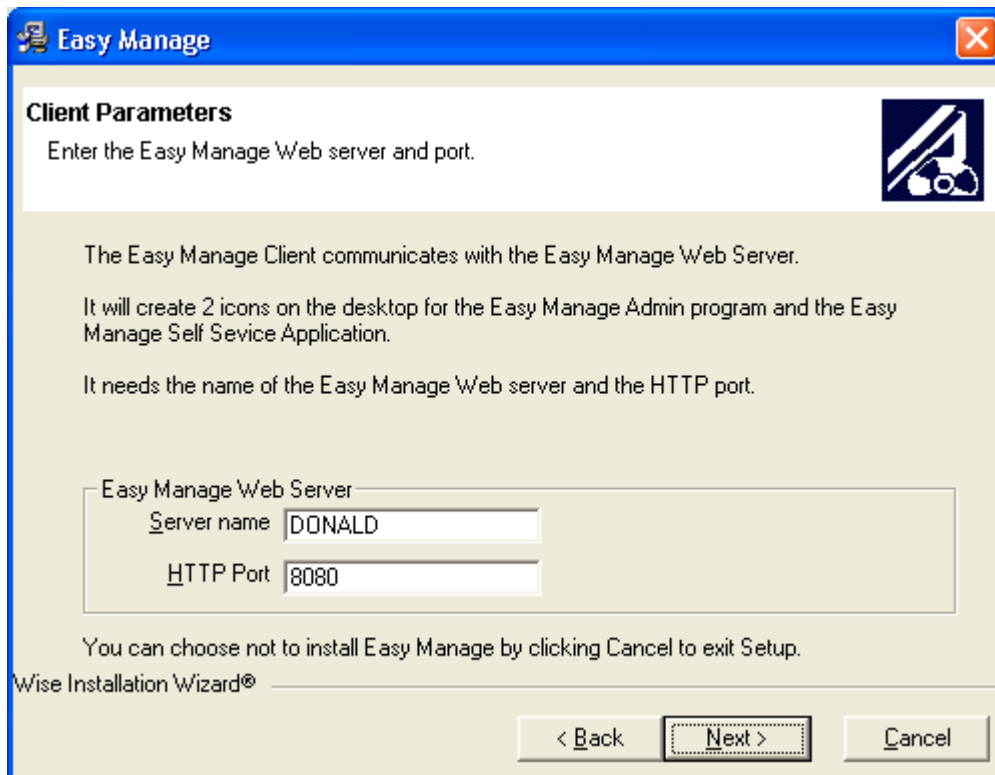 Easy Manage
Client Parameters
Enter the Easy Manage Web server and port.
The Easy Manage Client communicates with the Easy Manage Web Server.
It will create 2 icons on the desktop for the Easy Manage Admin program and the Easy
Manage Self Sevice Application.
It needs the name of the Easy Manage Web server and the HTTP port.
Easy Manage Web Server
Server name DONALD
HTTP Port 8080
You can choose not to install Easy Manage by clicking Cancel to exit Setup.
Wise Installation Wizard®
< Back Next > Cancel